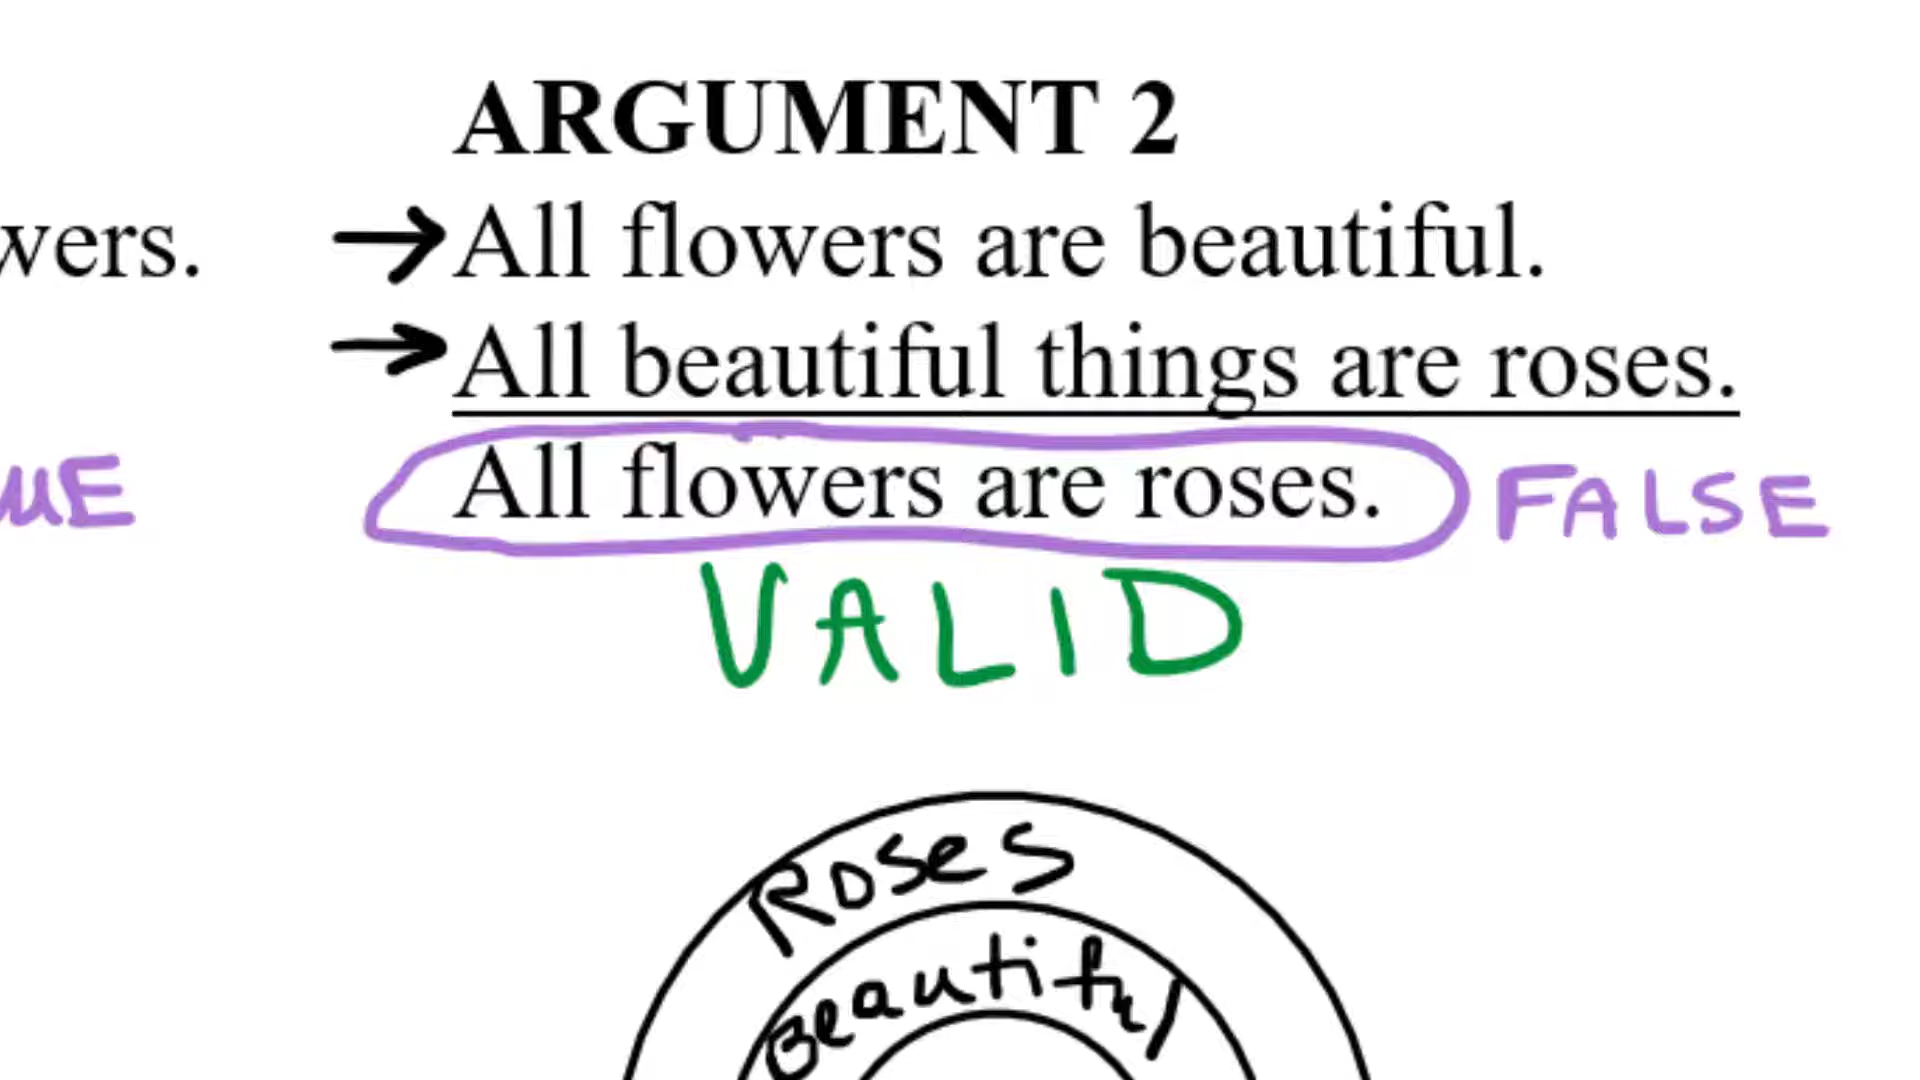 ARGUMENT 2
wers. All flowers are beautiful.
All beautiful things are roses.
UE All flowers are roses. FALSE
VALID
Roses
Beautiful